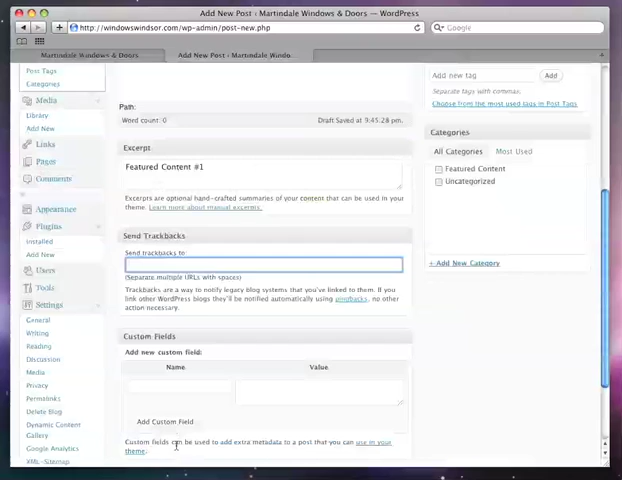 Add New Post ‹ Martindale Windows & Doors — WordPress
http://windowswindsor.com/wp-admin/post-new.php
Google
Martindale Windows & Doors
Add New Post ‹ Martindale Windo...
Post Tags
Categories
Media
Library
Add New
Links
Pages
Comments
Appearance
Plugins
Installed
Add New
Users
Tools
Settings
General
Writing
Reading
Discussion
Media
Privacy
Permalinks
Delete Blog
Dynamic Content
Gallery
Google Analytics
XML-Sitemap
Path:
Word count: 0
Draft Saved at 9:45:28 pm.
Excerpt
Featured Content #1
Excerpts are optional hand-crafted summaries of your content that can be used in your
theme. Learn more about manual excerpts.
Send Trackbacks
Send trackbacks to:
(Separate multiple URLs with spaces)
Trackbacks are a way to notify legacy blog systems that you've linked to them. If you
link other WordPress blogs they'll be notified automatically using pingbacks, no other
action necessary.
Custom Fields
Add new custom field:
Name
Value
Add Custom Field
Custom fields can be used to add extra metadata to a post that you can use in your
theme.
Add new tag
Add
Separate tags with commas.
Choose from the most used tags in Post Tags
Categories
All Categories
Most Used
Featured Content
Uncategorized
+ Add New Category